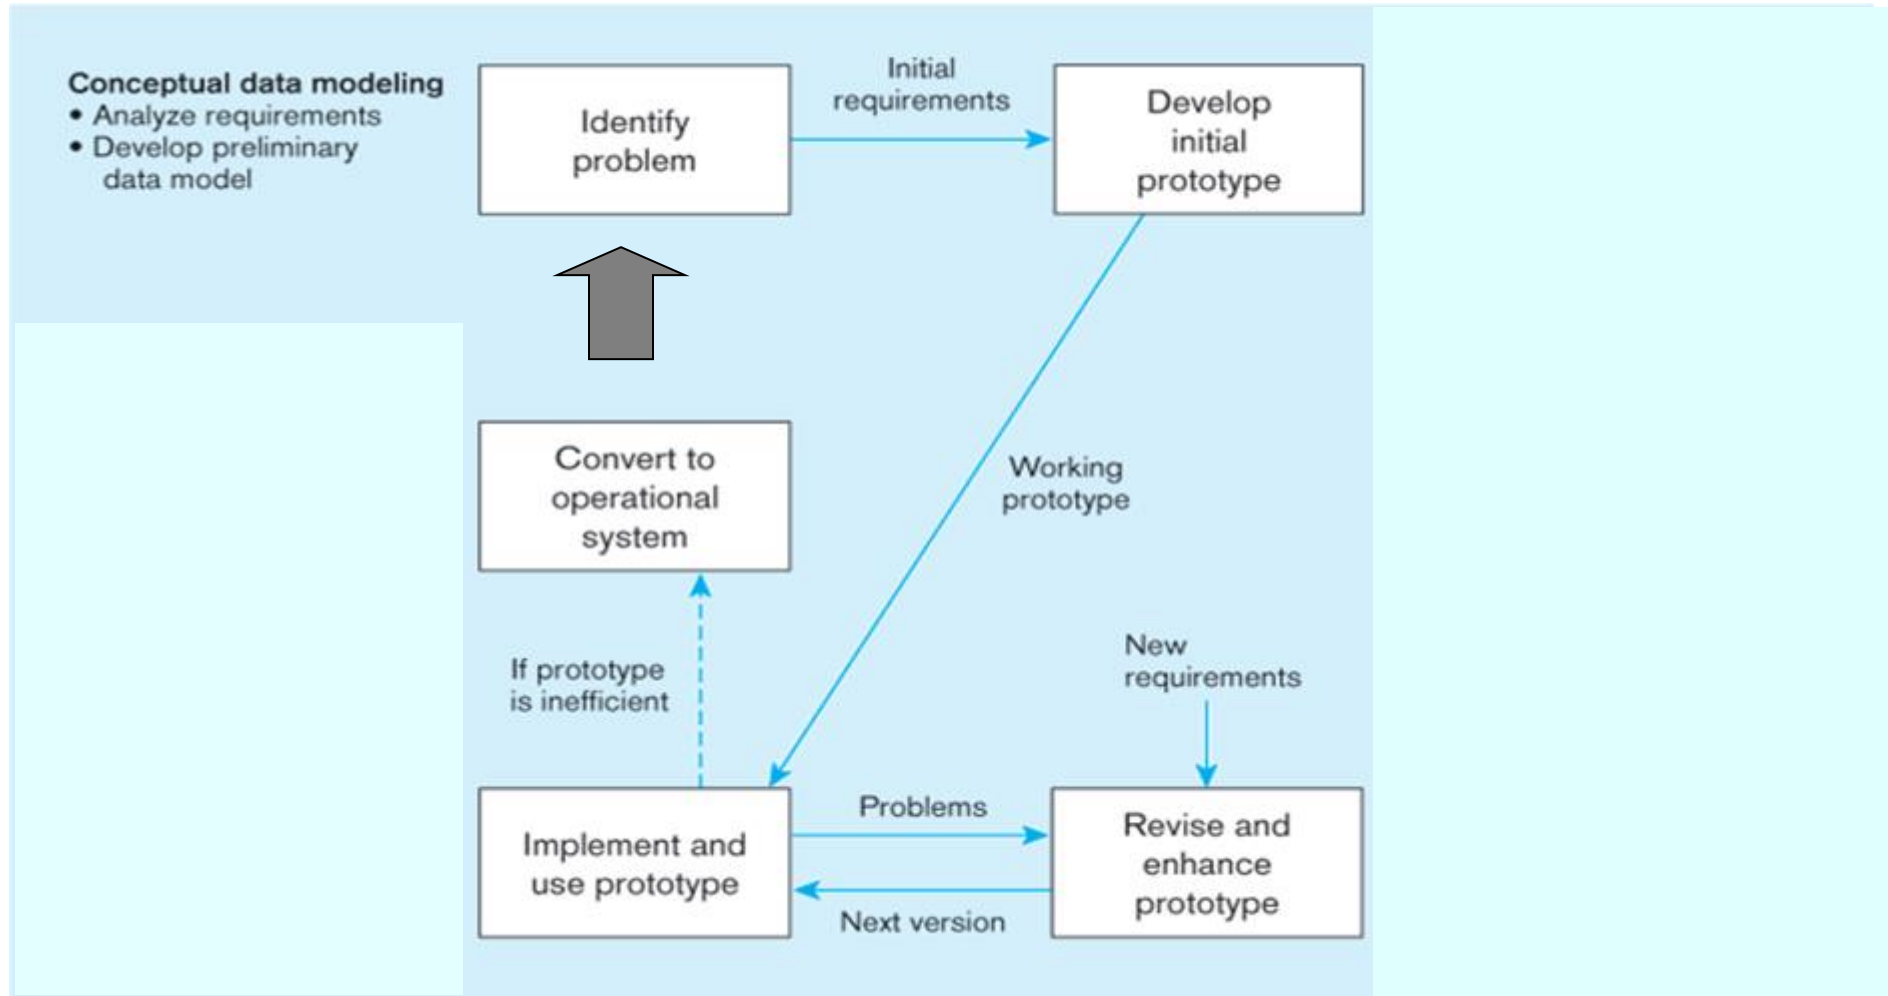 Conceptual data modeling
• Analyze requirements
• Develop preliminary
data model
Identify
problem
Initial
requirements
Develop
initial
prototype
Convert to
operational
system
Working
prototype
If prototype
is inefficient
New
requirements
Implement and
use prototype
Problems
Next version
Revise and
enhance
prototype